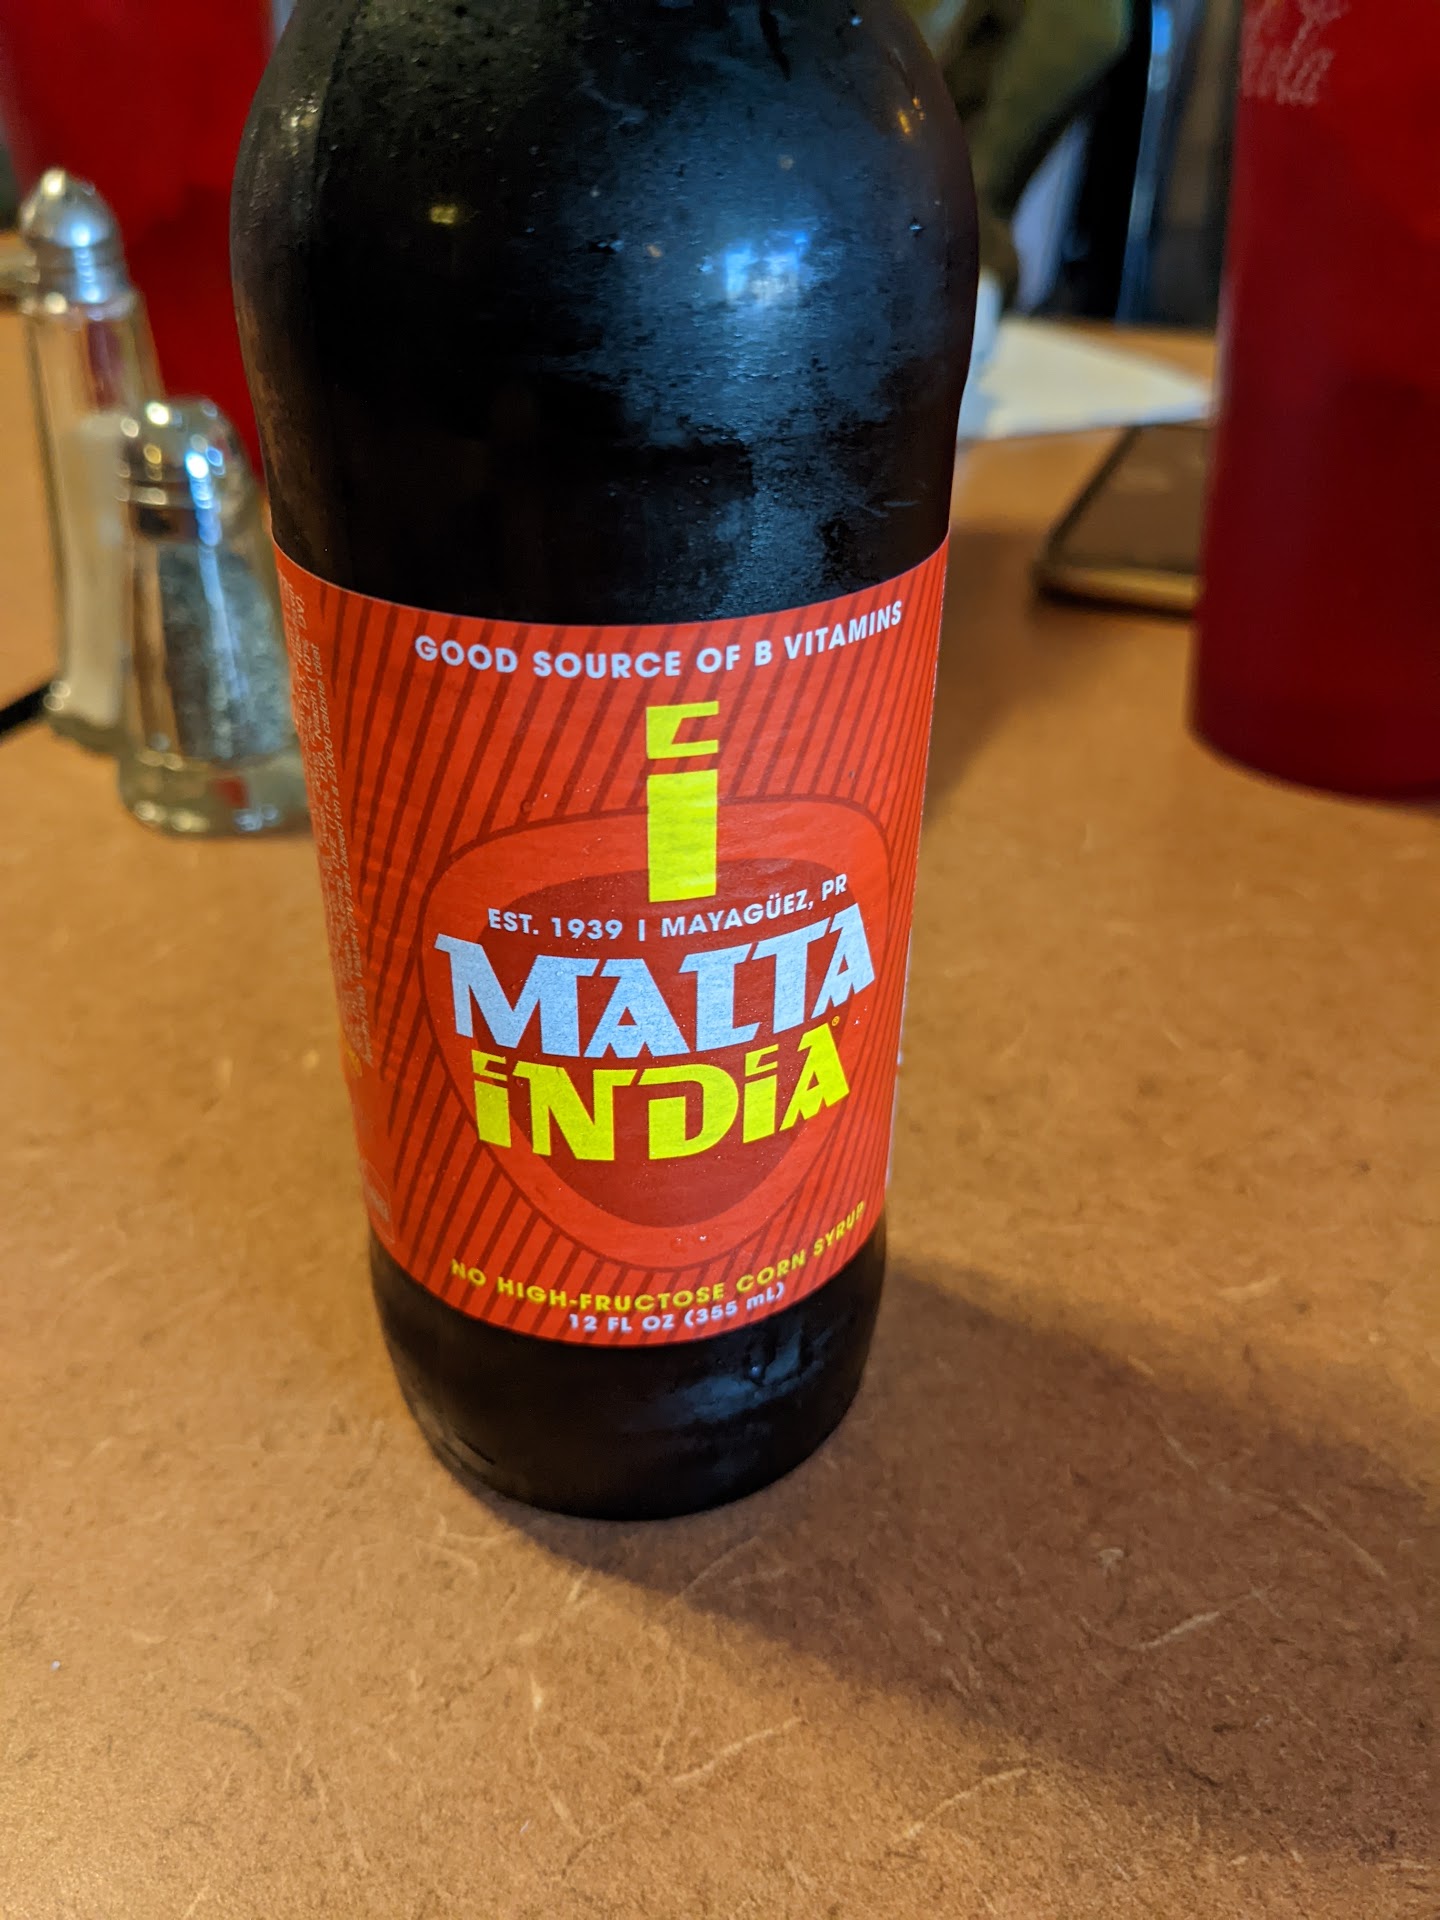 GOOD SOURCE OF B VITAMINS
i
EST. 1939 | MAYAGÜEZ, PR
MALTA
iNDiA®
NO HIGH-FRUCTOSE CORN SYRUP
12 FL OZ (355 mL)